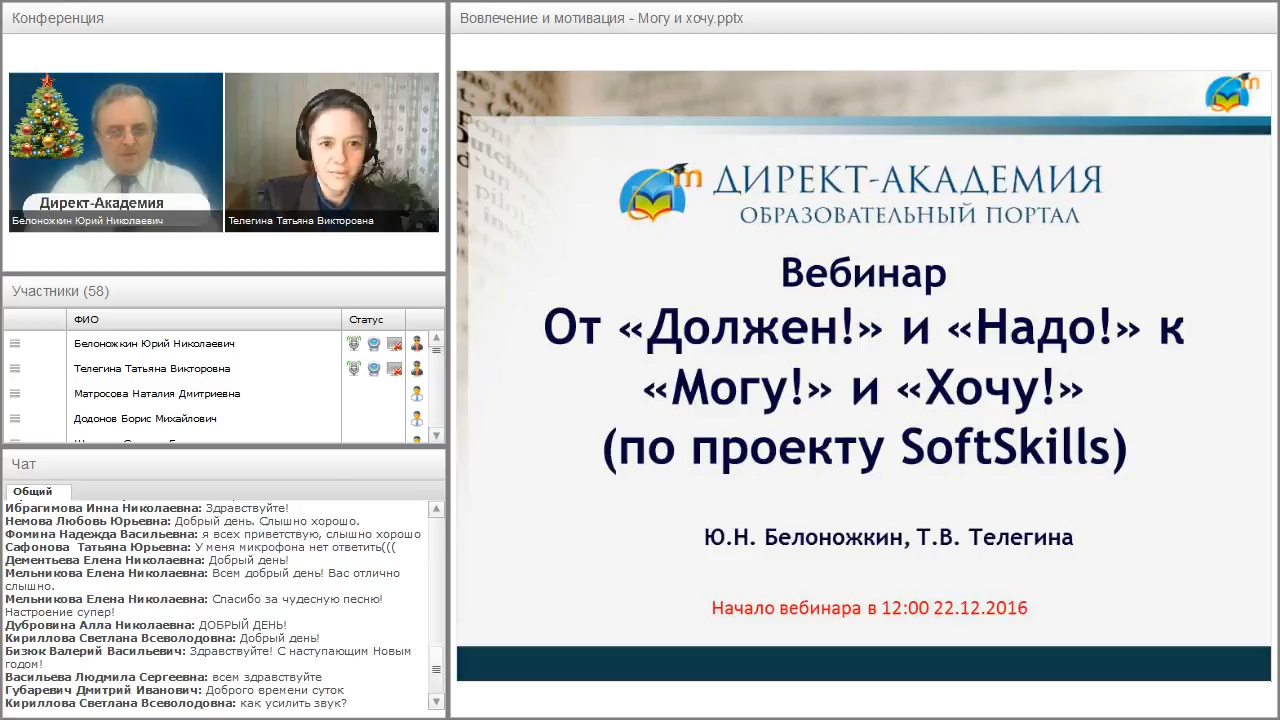 Конференция
Директ-Академия
Белоножкин Юрий Николаевич
Телегина Татьяна Викторовна
Участники (58)
ФИО
Статус
Белоножкин Юрий Николаевич
Телегина Татьяна Викторовна
Матросова Наталия Дмитриевна
Додонов Борис Михайлович
Чат
Общий
Ибрагимова Инна Николаевна: Здравствуйте!
Немова Любовь Юрьевна: Добрый день. Слышно хорошо.
Фомина Надежда Васильевна: я всех приветствую, слышно хорошо
Сафонова Татьяна Юрьевна: У меня микрофона нет ответить(((
Дементьева Елена Николаевна: Добрый день!
Мельникова Елена Николаевна: Всем добрый день! Вас отлично
слышно.
Мельникова Елена Николаевна: Спасибо за чудесную песню!
Настроение супер!
Дубровина Алла Николаевна: ДОБРЫЙ ДЕНЬ!
Кириллова Светлана Всеволодовна: Добрый день!
Бизюк Валерий Васильевич: Здравствуйте! С наступающим Новым
годом!
Васильева Людмила Сергеевна: всем здравствуйте
Губаревич Дмитрий Иванович: Доброго времени суток
Кириллова Светлана Всеволодовна: как усилить звук?
Вовлечение и мотивация - Могу и хочу.pptx
ДИРЕКТ-АКАДЕМИЯ
ОБРАЗОВАТЕЛЬНЫЙ ПОРТАЛ
Вебинар
От «Должен!» и «Надо!» к
«Могу!» и «Хочу!»
(по проекту SoftSkills)
Ю.Н. Белоножкин, Т.В. Телегина
Начало вебинара в 12:00 22.12.2016